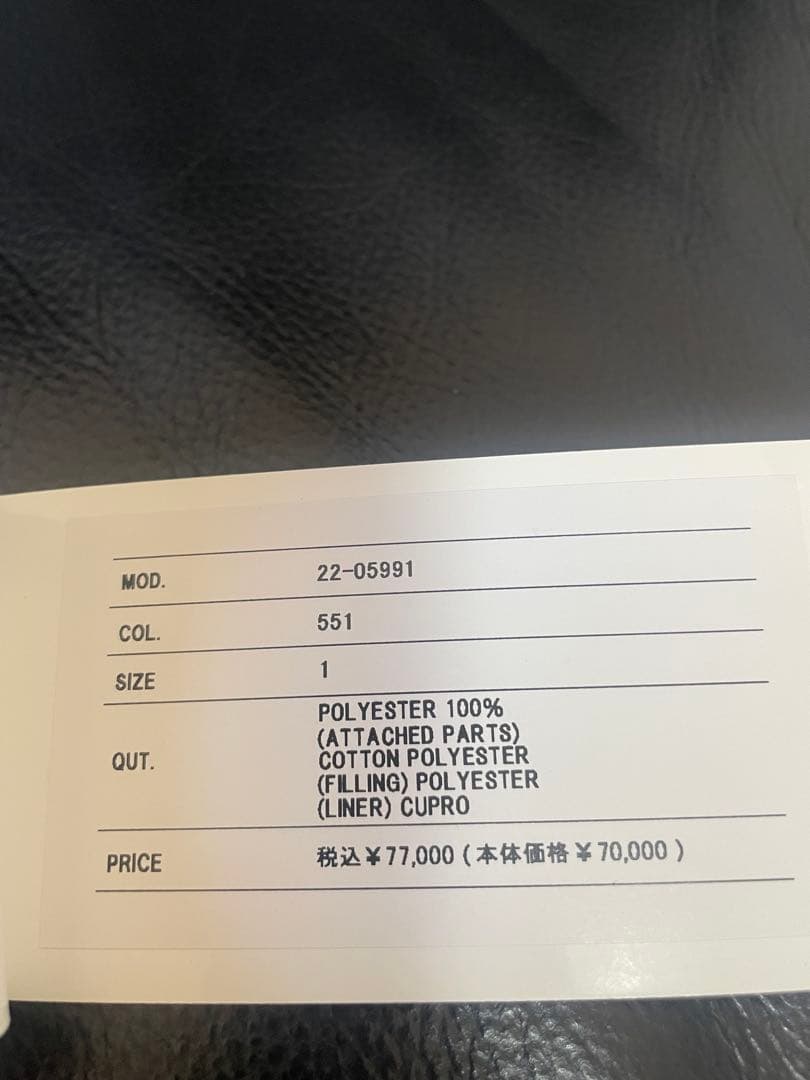 MOD. 22-05991
COL. 551
SIZE 1
QUT. POLYESTER 100%
(ATTACHED PARTS)
COTTON POLYESTER
(FILLING) POLYESTER
(LINER) CUPRO
PRICE 税込¥77,000 (本体価格¥70,000)